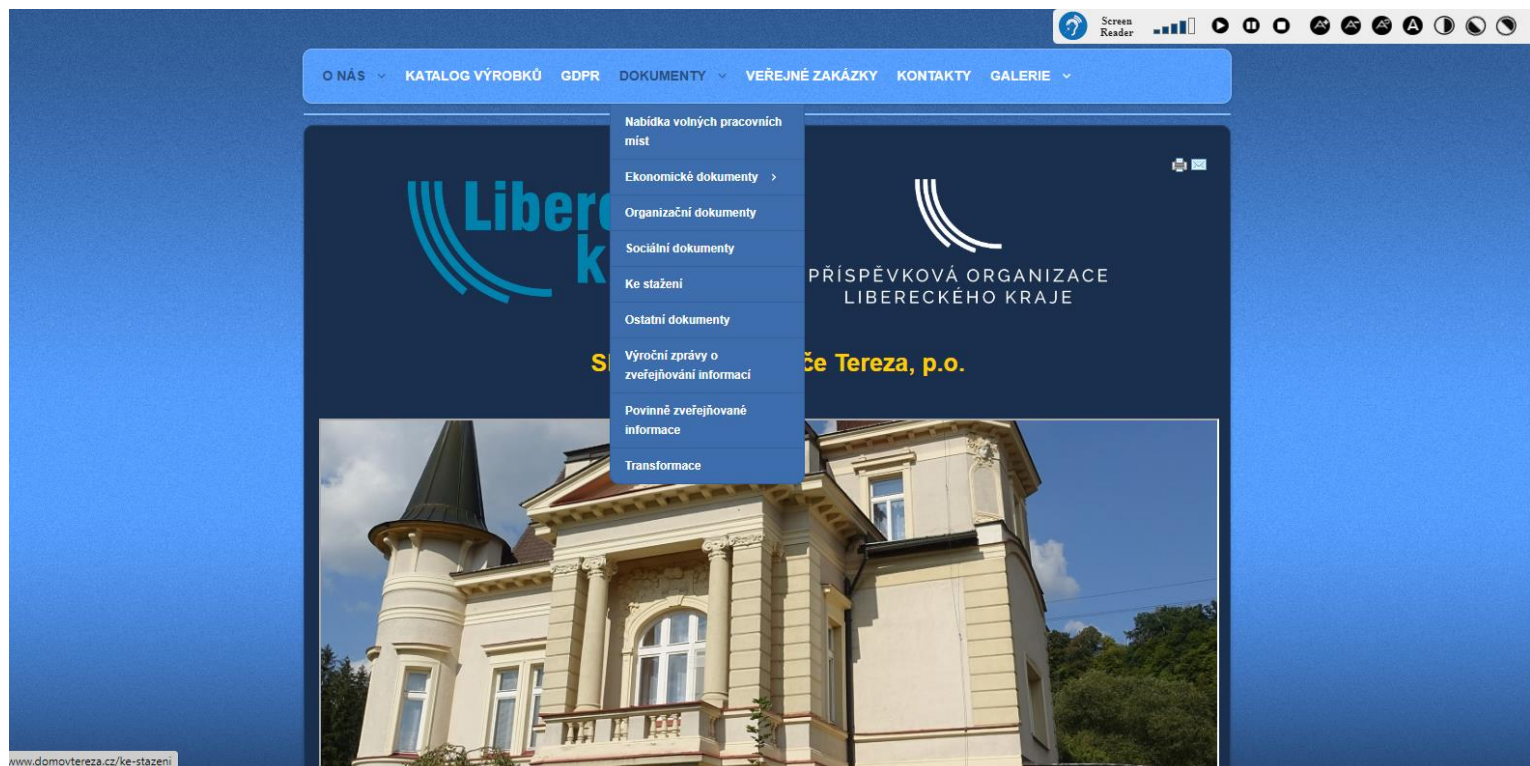 Screen
Reader
O NÁS
KATALOG VÝROBKŮ
GDPR
DOKUMENTY
VEŘEJNÉ ZAKÁZKY
KONTAKTY
GALERIE
Nabídka volných pracovních
míst
Ekonomické dokumenty
Organizační dokumenty
Sociální dokumenty
Ke stažení
Ostatní dokumenty
Výroční zprávy o
zveřejňování informací
Povinně zveřejňované
informace
Transformace
Libere
k
PŘÍSPĚVKOVÁ ORGANIZACE
LIBERECKÉHO KRAJE
če Tereza, p.o.
www.domovtereza.cz/ke-stazeni